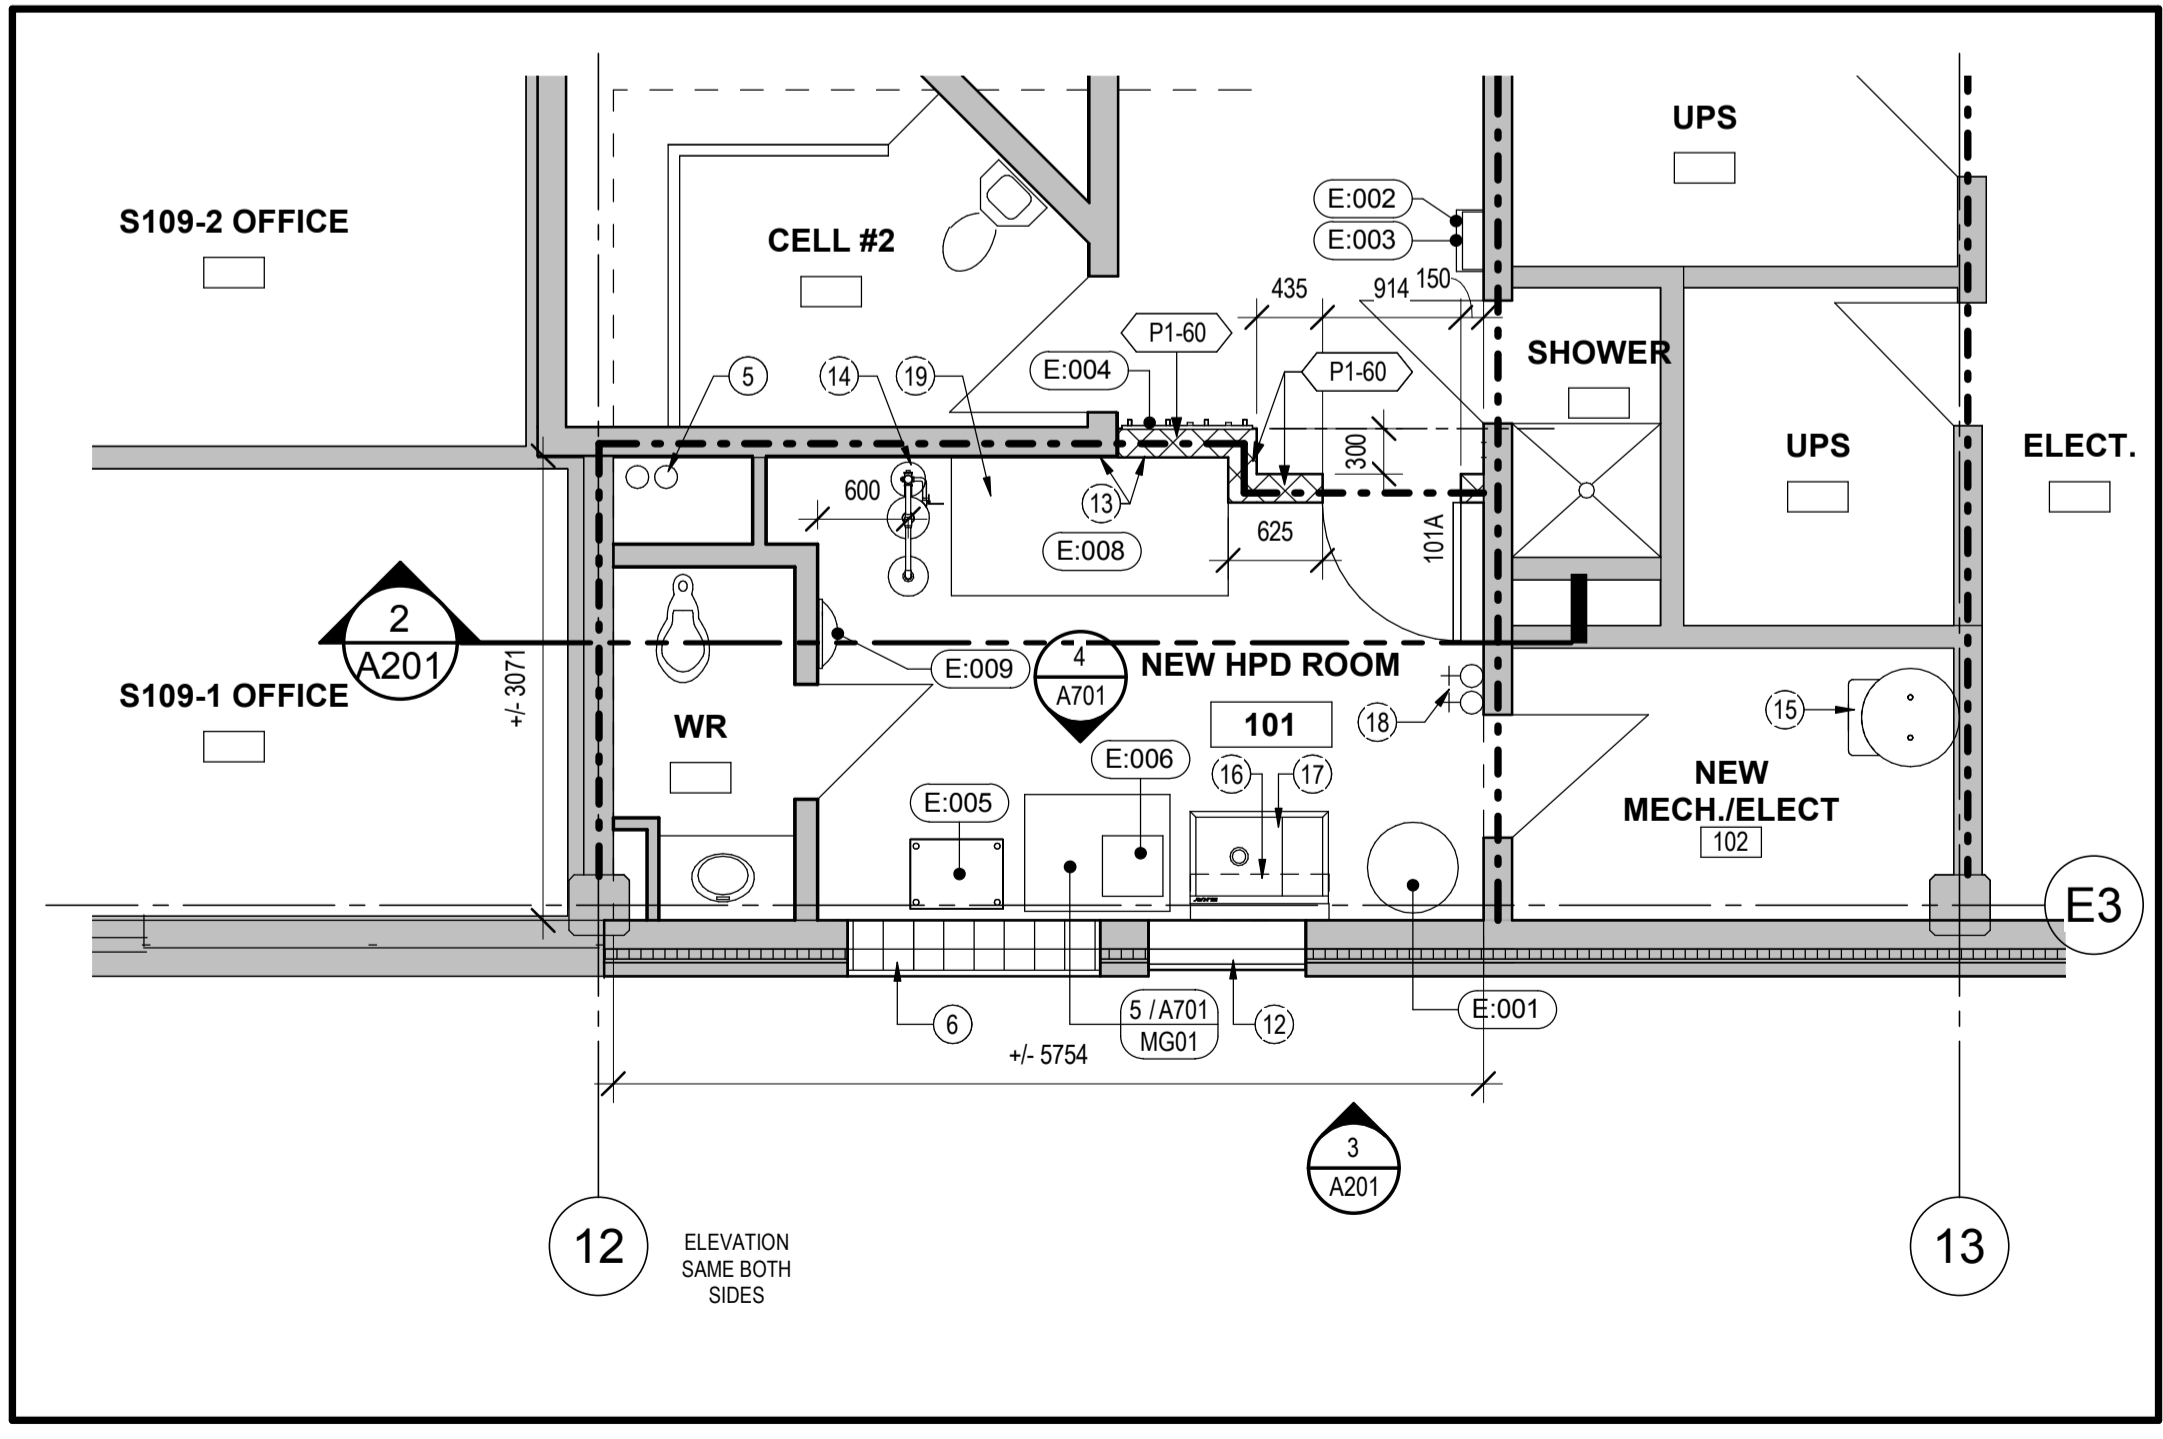 UPS
E:002
S109-2 OFFICE
CELL #2
E:003
435
914
150
P1-60
SHOWER
5
14
19
E:004
P1-60
UPS
ELECT.
300
600
13
625
101A
E:008
2
A201
E:009
4
A701
NEW HPD ROOM
+/- 3071
S109-1 OFFICE
WR
101
18
15
E:006
16
17
NEW
MECH./ELECT
102
E:005
E3
6
5 / A701
MG01
12
E:001
+/- 5754
3
A201
12
13
ELEVATION
SAME BOTH
SIDES